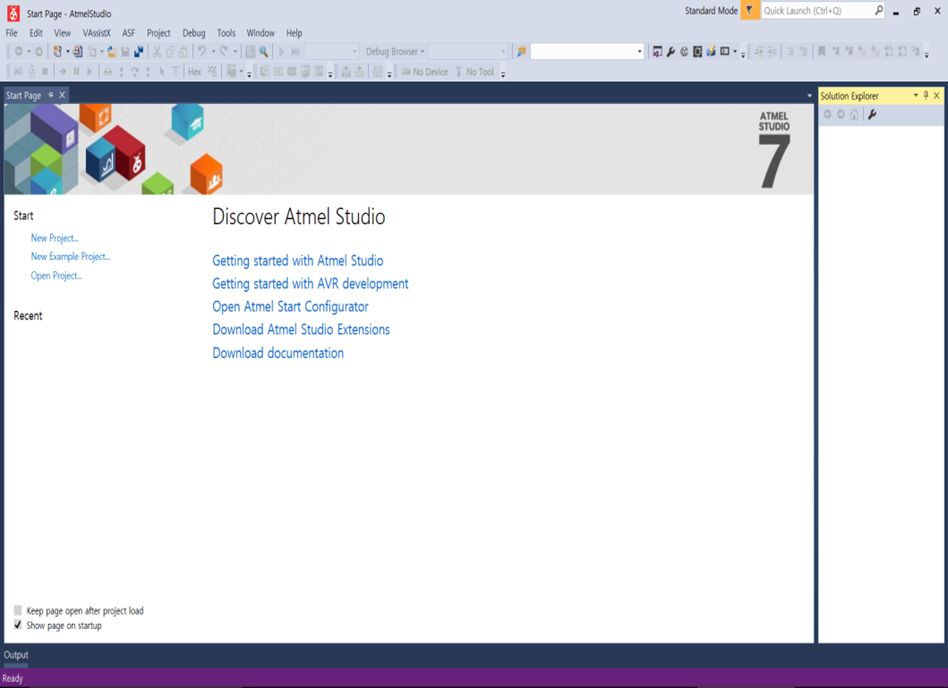 Start Page - AtmelStudio
Standard Mode
Quick Launch (Ctrl+Q)
File Edit View VAssistX ASF Project Debug Tools Window Help
Debug Browser
Hex
No Device
No Tool
Start Page
Solution Explorer
ATMEL
STUDIO
7
Start
New Project...
New Example Project...
Open Project...
Recent
Discover Atmel Studio
Getting started with Atmel Studio
Getting started with AVR development
Open Atmel Start Configurator
Download Atmel Studio Extensions
Download documentation
Keep page open after project load
Show page on startup
Output
Ready